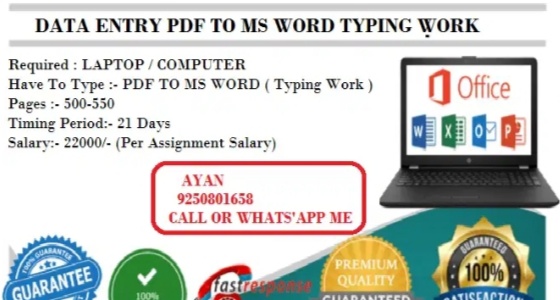 DATA ENTRY PDF TO MS WORD TYPING WORK
Required : LAPTOP / COMPUTER
Have To Type :- PDF TO MS WORD ( Typing Work )
Pages :- 500-550
Timing Period:- 21 Days
Salary:- 22000/- (Per Assignment Salary)
Office
W X O P
AYAN
9250801658
CALL OR WHATS'APP ME
GUARANTEE
100%
fastresponse
PREMIUM
QUALITY
GUARANTEED
GUARANTEED
100%
SATISFACTION